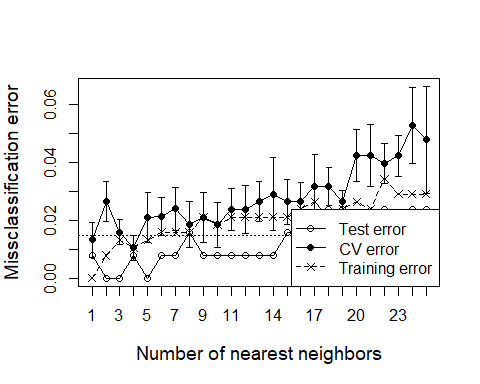 Missclassification error
0.06
0.04
0.02
0.00
Test error
CV error
Training error
1 3 5 7 9 11 14 17 20 23
Number of nearest neighbors